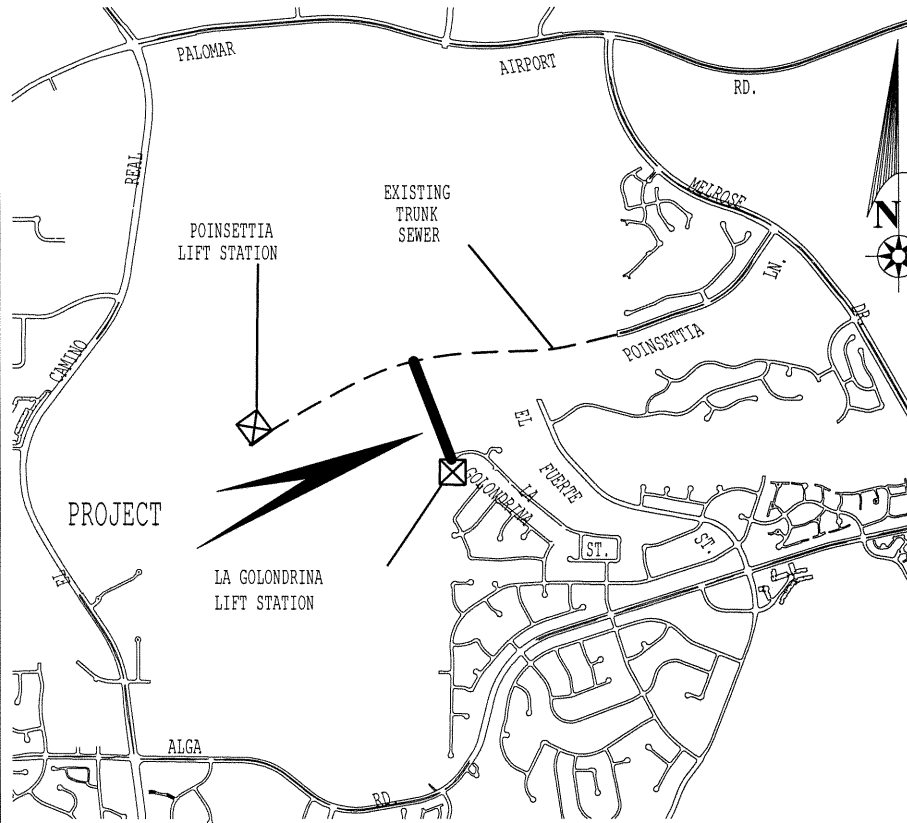 PALOMAR
AIRPORT
RD.
REAL
MELROSE
EXISTING
TRUNK
SEWER
POINSETTIA
LIFT STATION
N
LN.
DR.
POINSETTIA
CAMINO
EL
FUERTE
LA
GOLONDRINA
PROJECT
ST.
ST.
EL
LA GOLONDRINA
LIFT STATION
ALGA
RD.